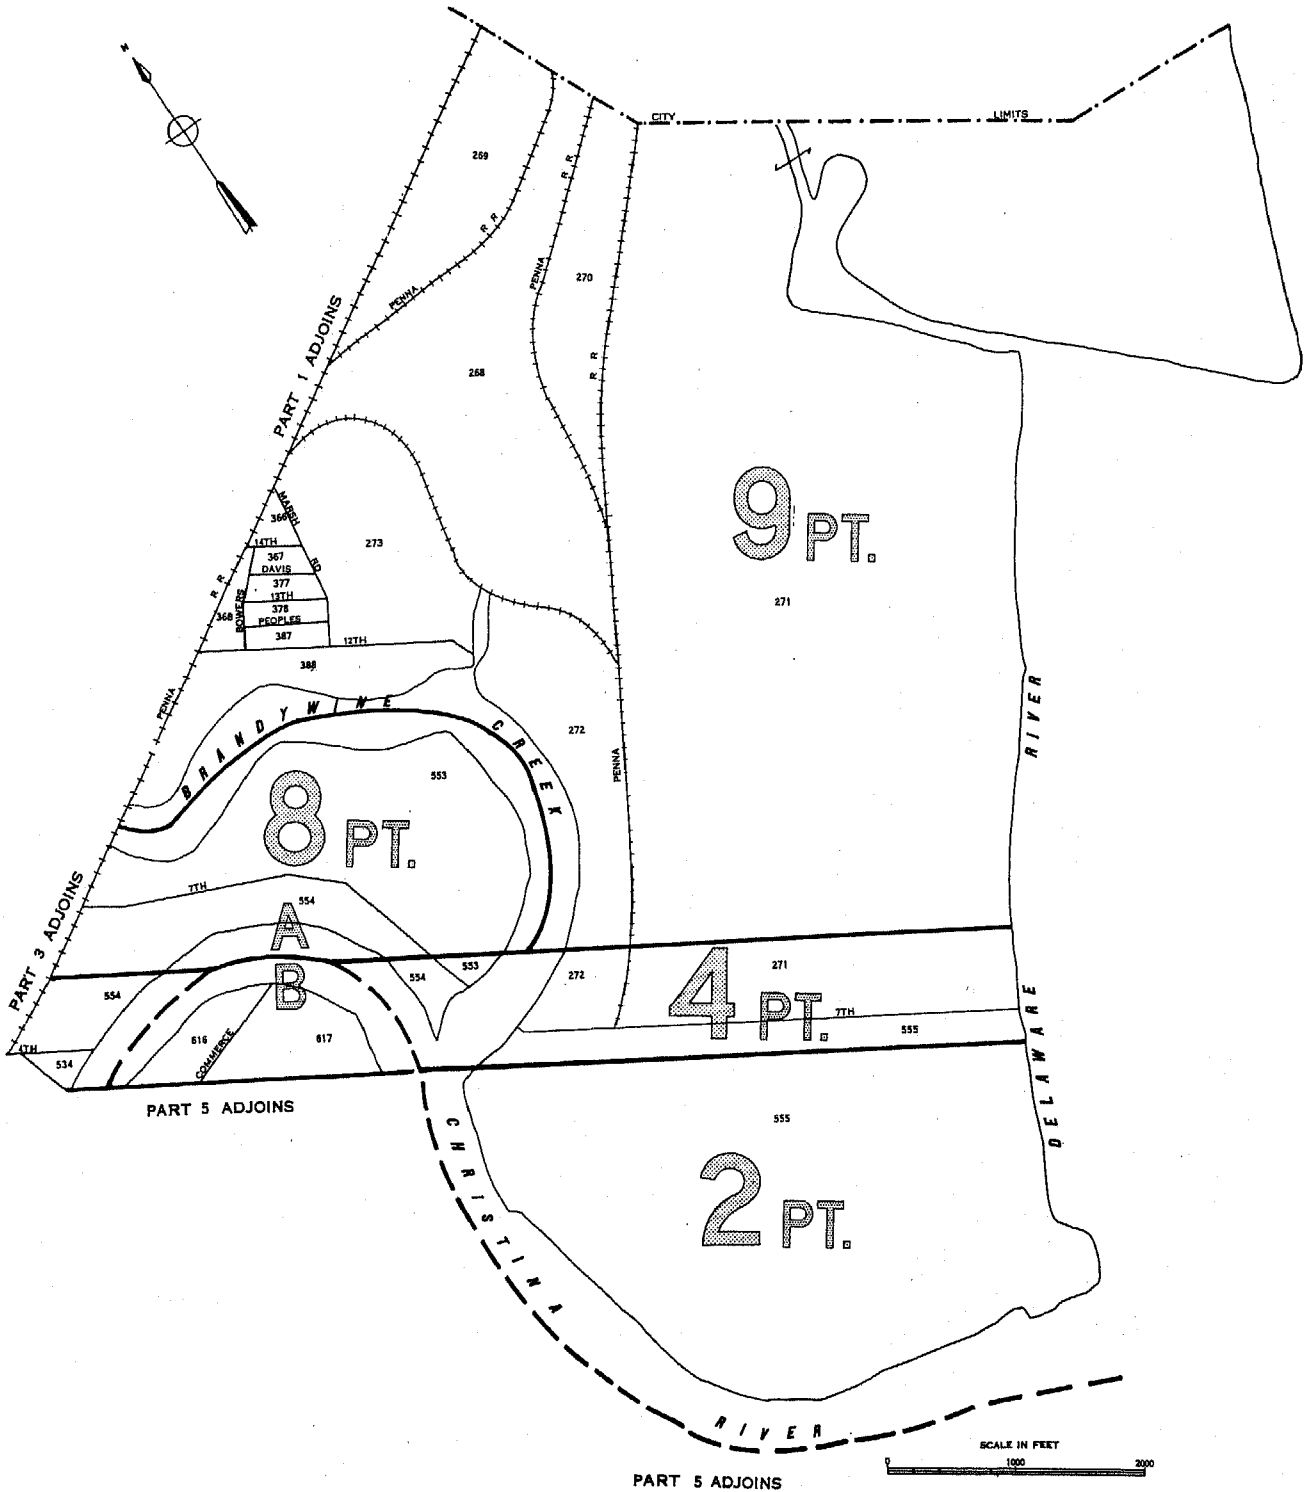 N
CITY LIMITS
269
R R
R R
PENNA
PENNA
270
PART 1 ADJOINS
R R
268
9 PT.
MARSH RD
366
14TH
273
367
DAVIS
377
13TH
R R
368
BOWERS
378
PEOPLES
387
271
12TH
388
PENNA
BRANDYWINE CREEK
272
PENNA
RIVER
553
8 PT.
PART 3 ADJOINS
7TH
554
A
B
554
553
272
271
554
4 PT.
7TH
555
DELAWARE
616
COMMERCE
617
4TH
534
PART 5 ADJOINS
CHRISTINA
555
2 PT.
RIVER
SCALE IN FEET
0 1000 2000
PART 5 ADJOINS